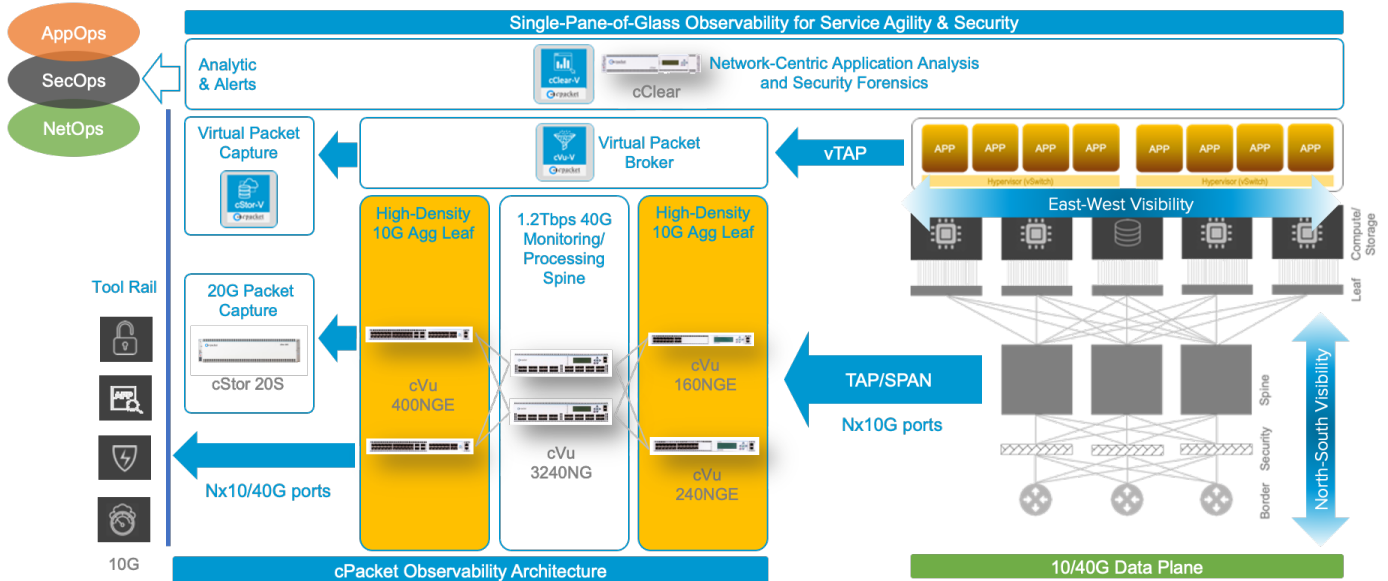 Single-Pane-of-Glass Observability for Service Agility & Security
AppOps
SecOps
NetOps
Analytic
& Alerts
cClear-V
cpacket
cClear
Network-Centric Application Analysis
and Security Forensics
Virtual Packet
Capture
cStor-V
cpacket
cVu-V
cpacket
Virtual Packet
Broker
vTAP
APP
APP
APP
APP
APP
APP
APP
APP
Hypervisor (vSwitch)
Hypervisor (vSwitch)
East-West Visibility
Compute/
Storage
Leaf
High-Density
10G Agg Leaf
1.2Tbps 40G
Monitoring/
Processing
Spine
High-Density
10G Agg Leaf
Tool Rail
APP
10G
20G Packet
Capture
cStor 20S
cVu
400NGE
cVu
3240NG
cVu
160NGE
cVu
240NGE
Nx10/40G ports
TAP/SPAN
Nx10G ports
Spine
Security
Border
North-South Visibility
cPacket Observability Architecture
10/40G Data Plane